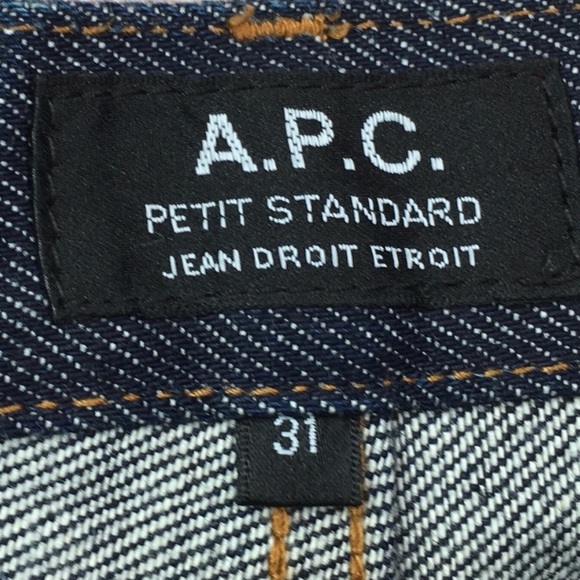 A.P.C.
PETIT STANDARD
JEAN DROIT ETROIT
31